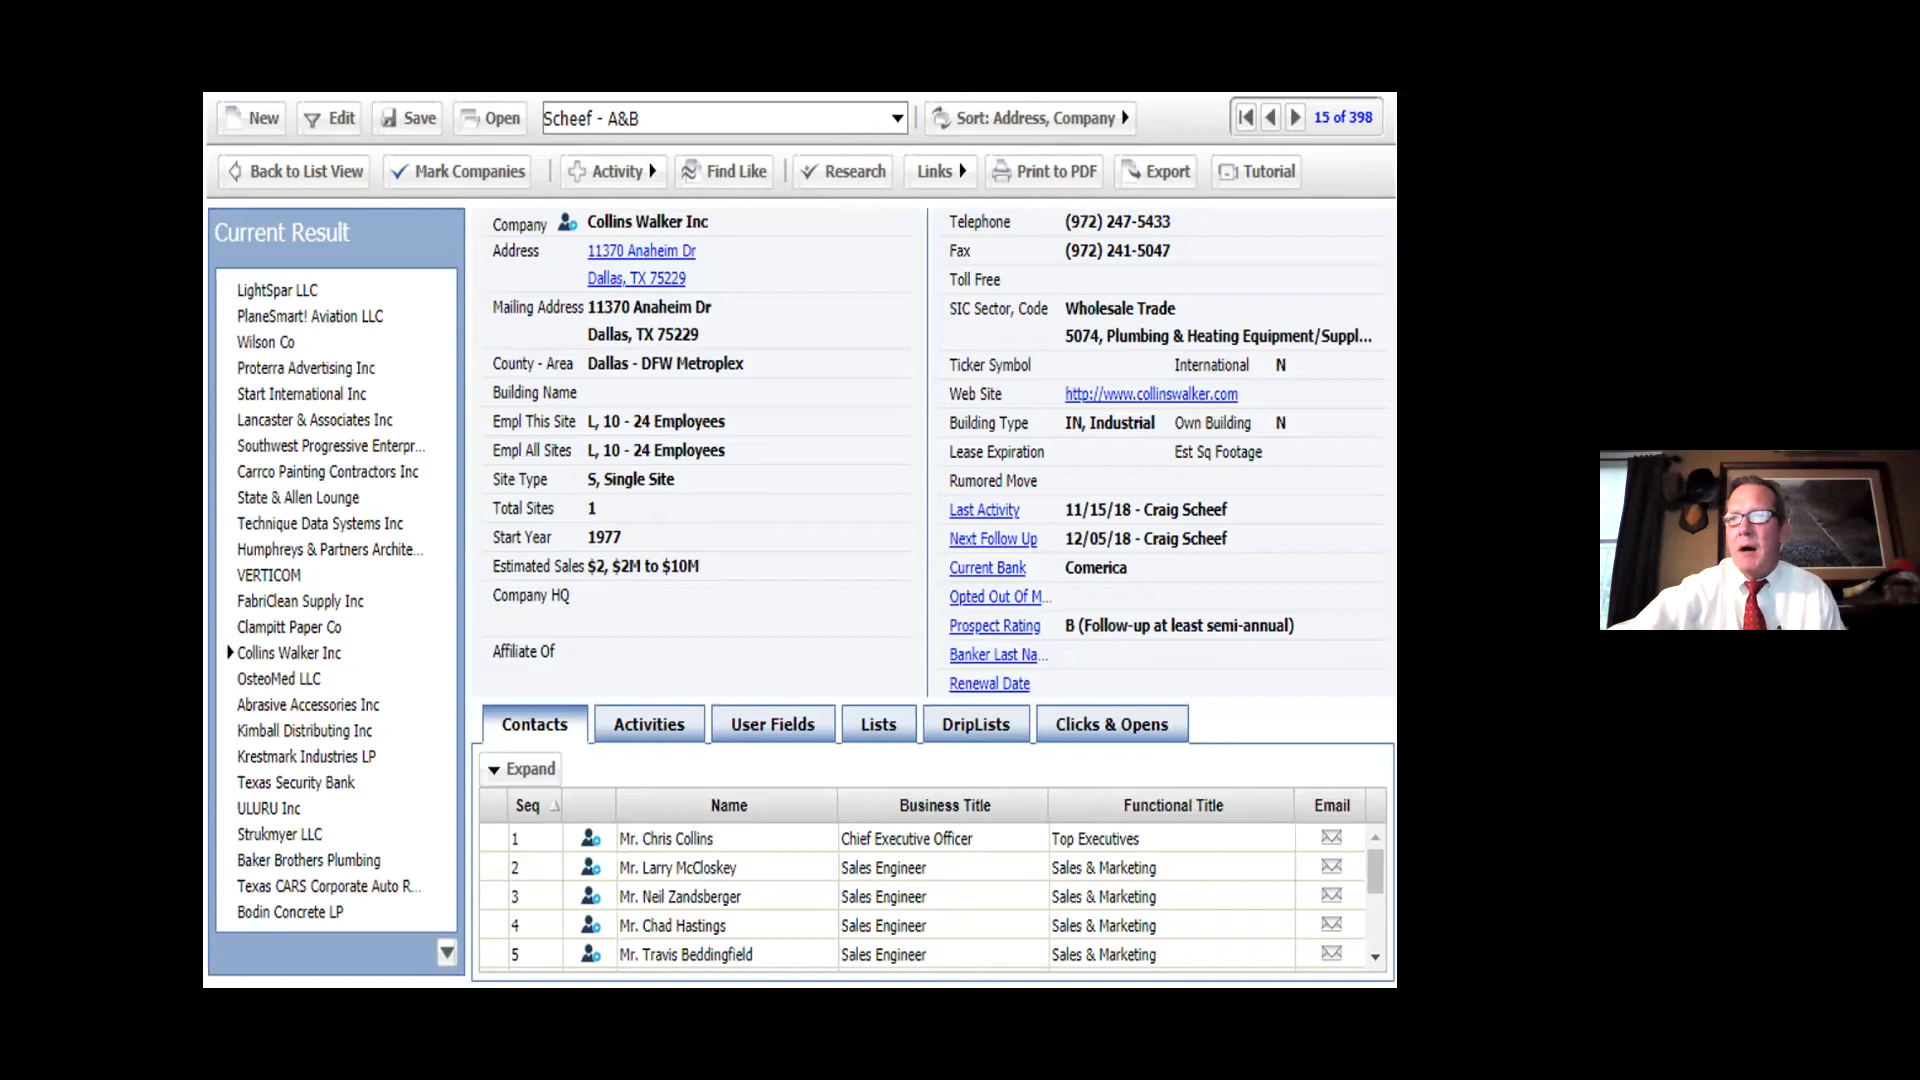 New Edit Save Open Scheef - A&B Sort: Address, Company 15 of 398
Back to List View Mark Companies Activity Find Like Research Links Print to PDF Export Tutorial
Current Result
LightSpar LLC
PlaneSmart! Aviation LLC
Wilson Co
Proterra Advertising Inc
Start International Inc
Lancaster & Associates Inc
Southwest Progressive Enterpr...
Carrco Painting Contractors Inc
State & Allen Lounge
Technique Data Systems Inc
Humphreys & Partners Archite...
VERTICOM
FabriClean Supply Inc
Clampitt Paper Co
Collins Walker Inc
OsteoMed LLC
Abrasive Accessories Inc
Kimball Distributing Inc
Krestmark Industries LP
Texas Security Bank
ULURU Inc
Strukmyer LLC
Baker Brothers Plumbing
Texas CARS Corporate Auto R...
Bodin Concrete LP
Company Collins Walker Inc
Address 11370 Anaheim Dr
Dallas, TX 75229
Mailing Address 11370 Anaheim Dr
Dallas, TX 75229
County - Area Dallas - DFW Metroplex
Building Name
Empl This Site L, 10 - 24 Employees
Empl All Sites L, 10 - 24 Employees
Site Type S, Single Site
Total Sites 1
Start Year 1977
Estimated Sales $2, $2M to $10M
Company HQ
Affiliate Of
Telephone (972) 247-5433
Fax (972) 241-5047
Toll Free
SIC Sector, Code Wholesale Trade
5074, Plumbing & Heating Equipment/Suppl...
Ticker Symbol International N
Web Site http://www.collinswalker.com
Building Type IN, Industrial Own Building N
Lease Expiration Est Sq Footage
Rumored Move
Last Activity 11/15/18 - Craig Scheef
Next Follow Up 12/05/18 - Craig Scheef
Current Bank Comerica
Opted Out Of M...
Prospect Rating B (Follow-up at least semi-annual)
Banker Last Na...
Renewal Date
Contacts Activities User Fields Lists DripLists Clicks & Opens
Expand
Seq Name Business Title Functional Title Email
1 Mr. Chris Collins Chief Executive Officer Top Executives
2 Mr. Larry McCloskey Sales Engineer Sales & Marketing
3 Mr. Neil Zandsberger Sales Engineer Sales & Marketing
4 Mr. Chad Hastings Sales Engineer Sales & Marketing
5 Mr. Travis Beddingfield Sales Engineer Sales & Marketing